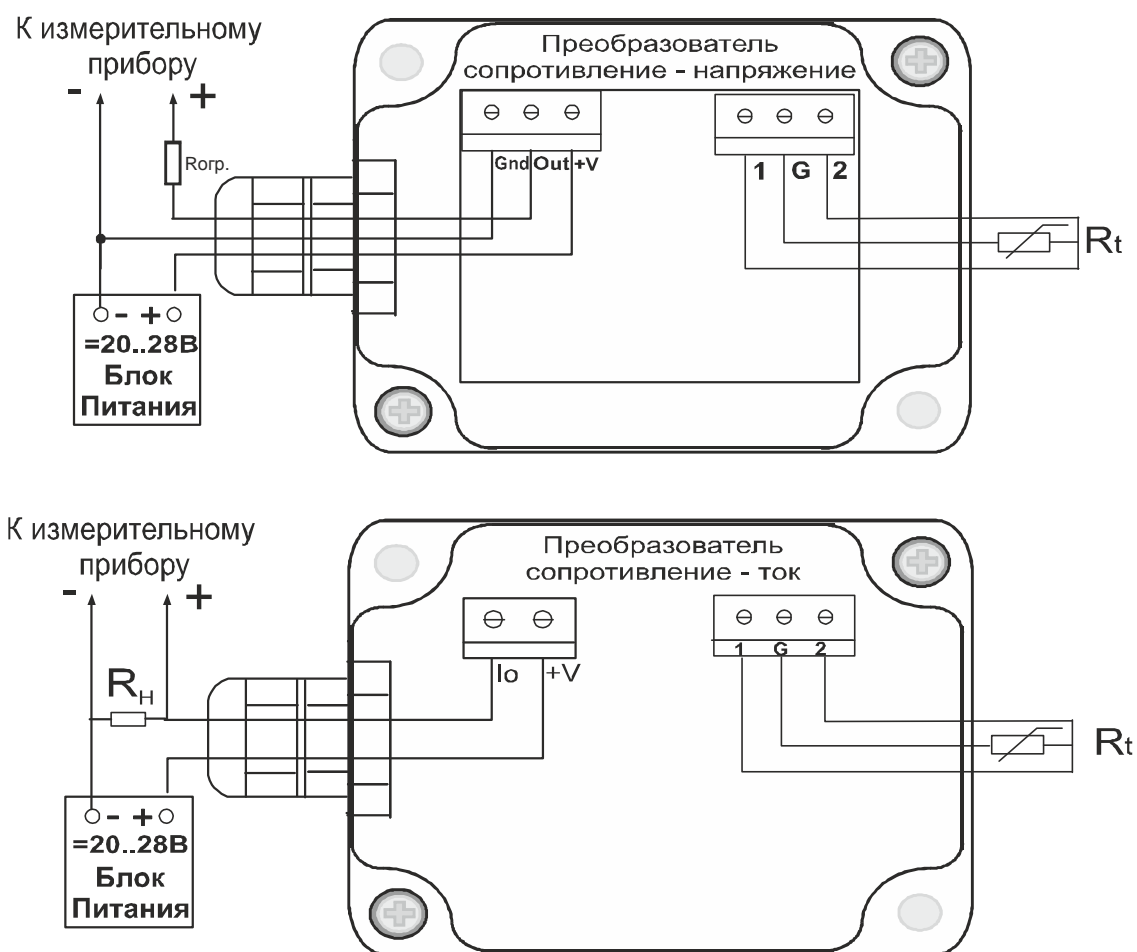 К измерительному
прибору
- +
Rогр.
Преобразователь
сопротивление - напряжение
Gnd Out +V
1 G 2
Rt
- +
=20..28В
Блок
Питания
К измерительному
прибору
- +
RН
Преобразователь
сопротивление - ток
Io +V
1 G 2
Rt
- +
=20..28В
Блок
Питания